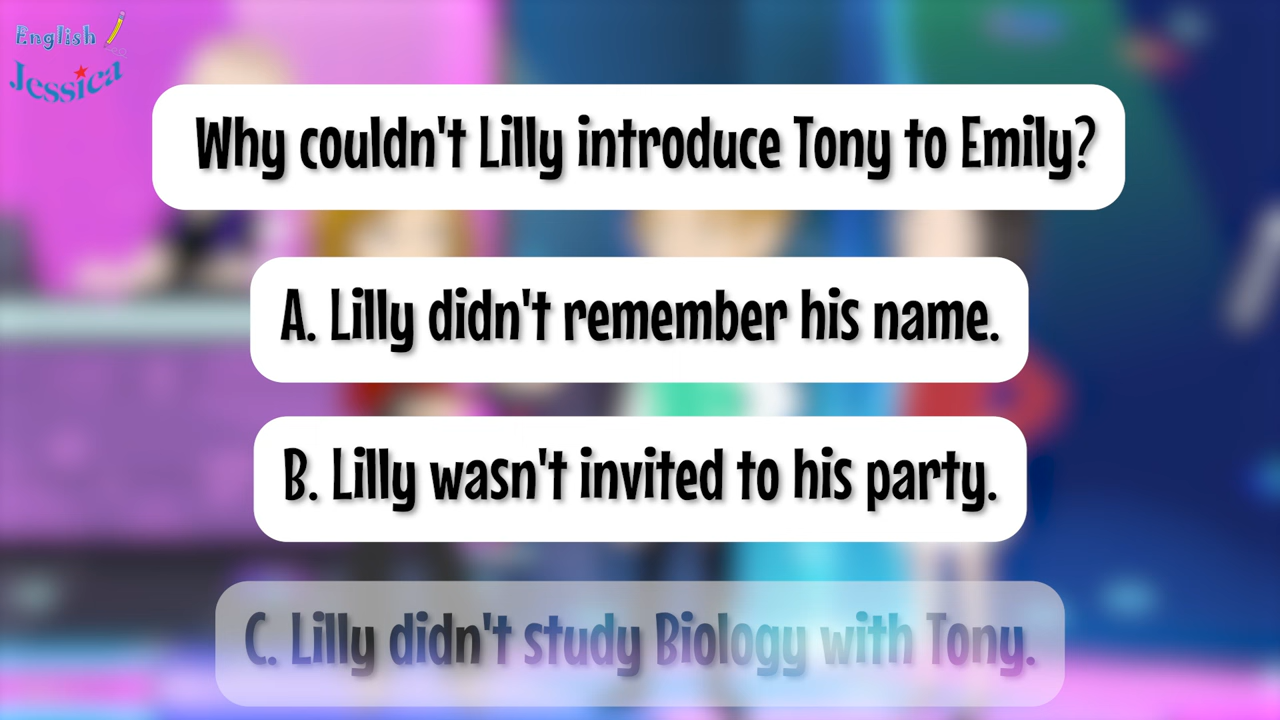 English
Jessica
Why couldn't Lilly introduce Tony to Emily?
A. Lilly didn't remember his name.
B. Lilly wasn't invited to his party.
C. Lilly didn't study Biology with Tony.